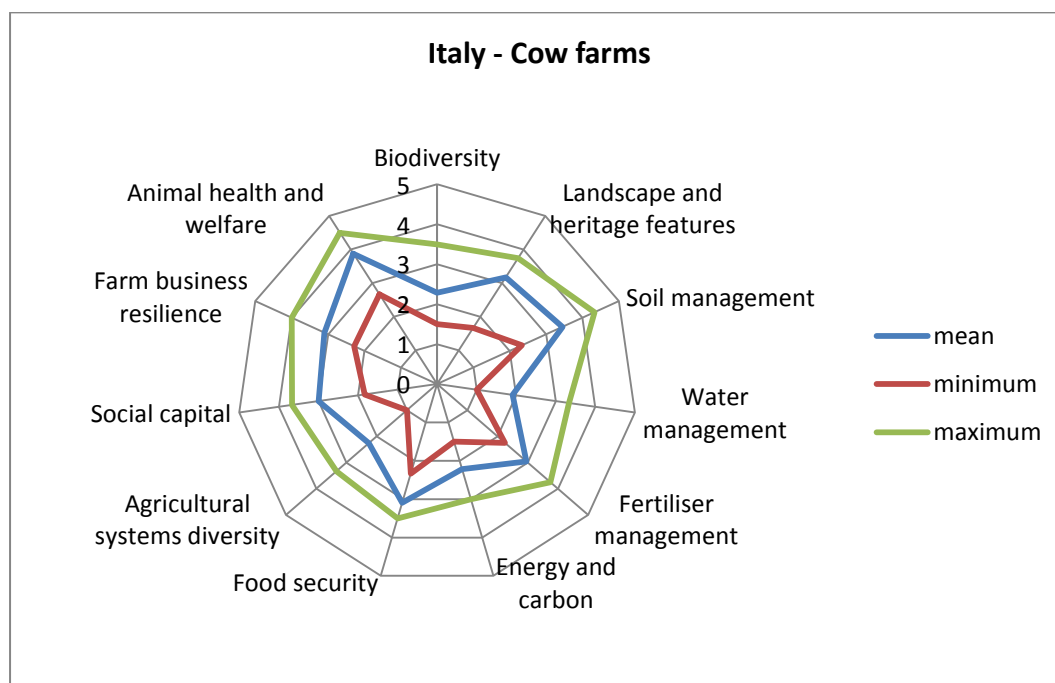 Italy - Cow farms
Biodiversity
Landscape and
heritage features
Soil management
Water
management
Fertiliser
management
Energy and
carbon
Food security
Agricultural
systems diversity
Social capital
Farm business
resilience
Animal health and
welfare
5
4
3
2
1
0
mean
minimum
maximum